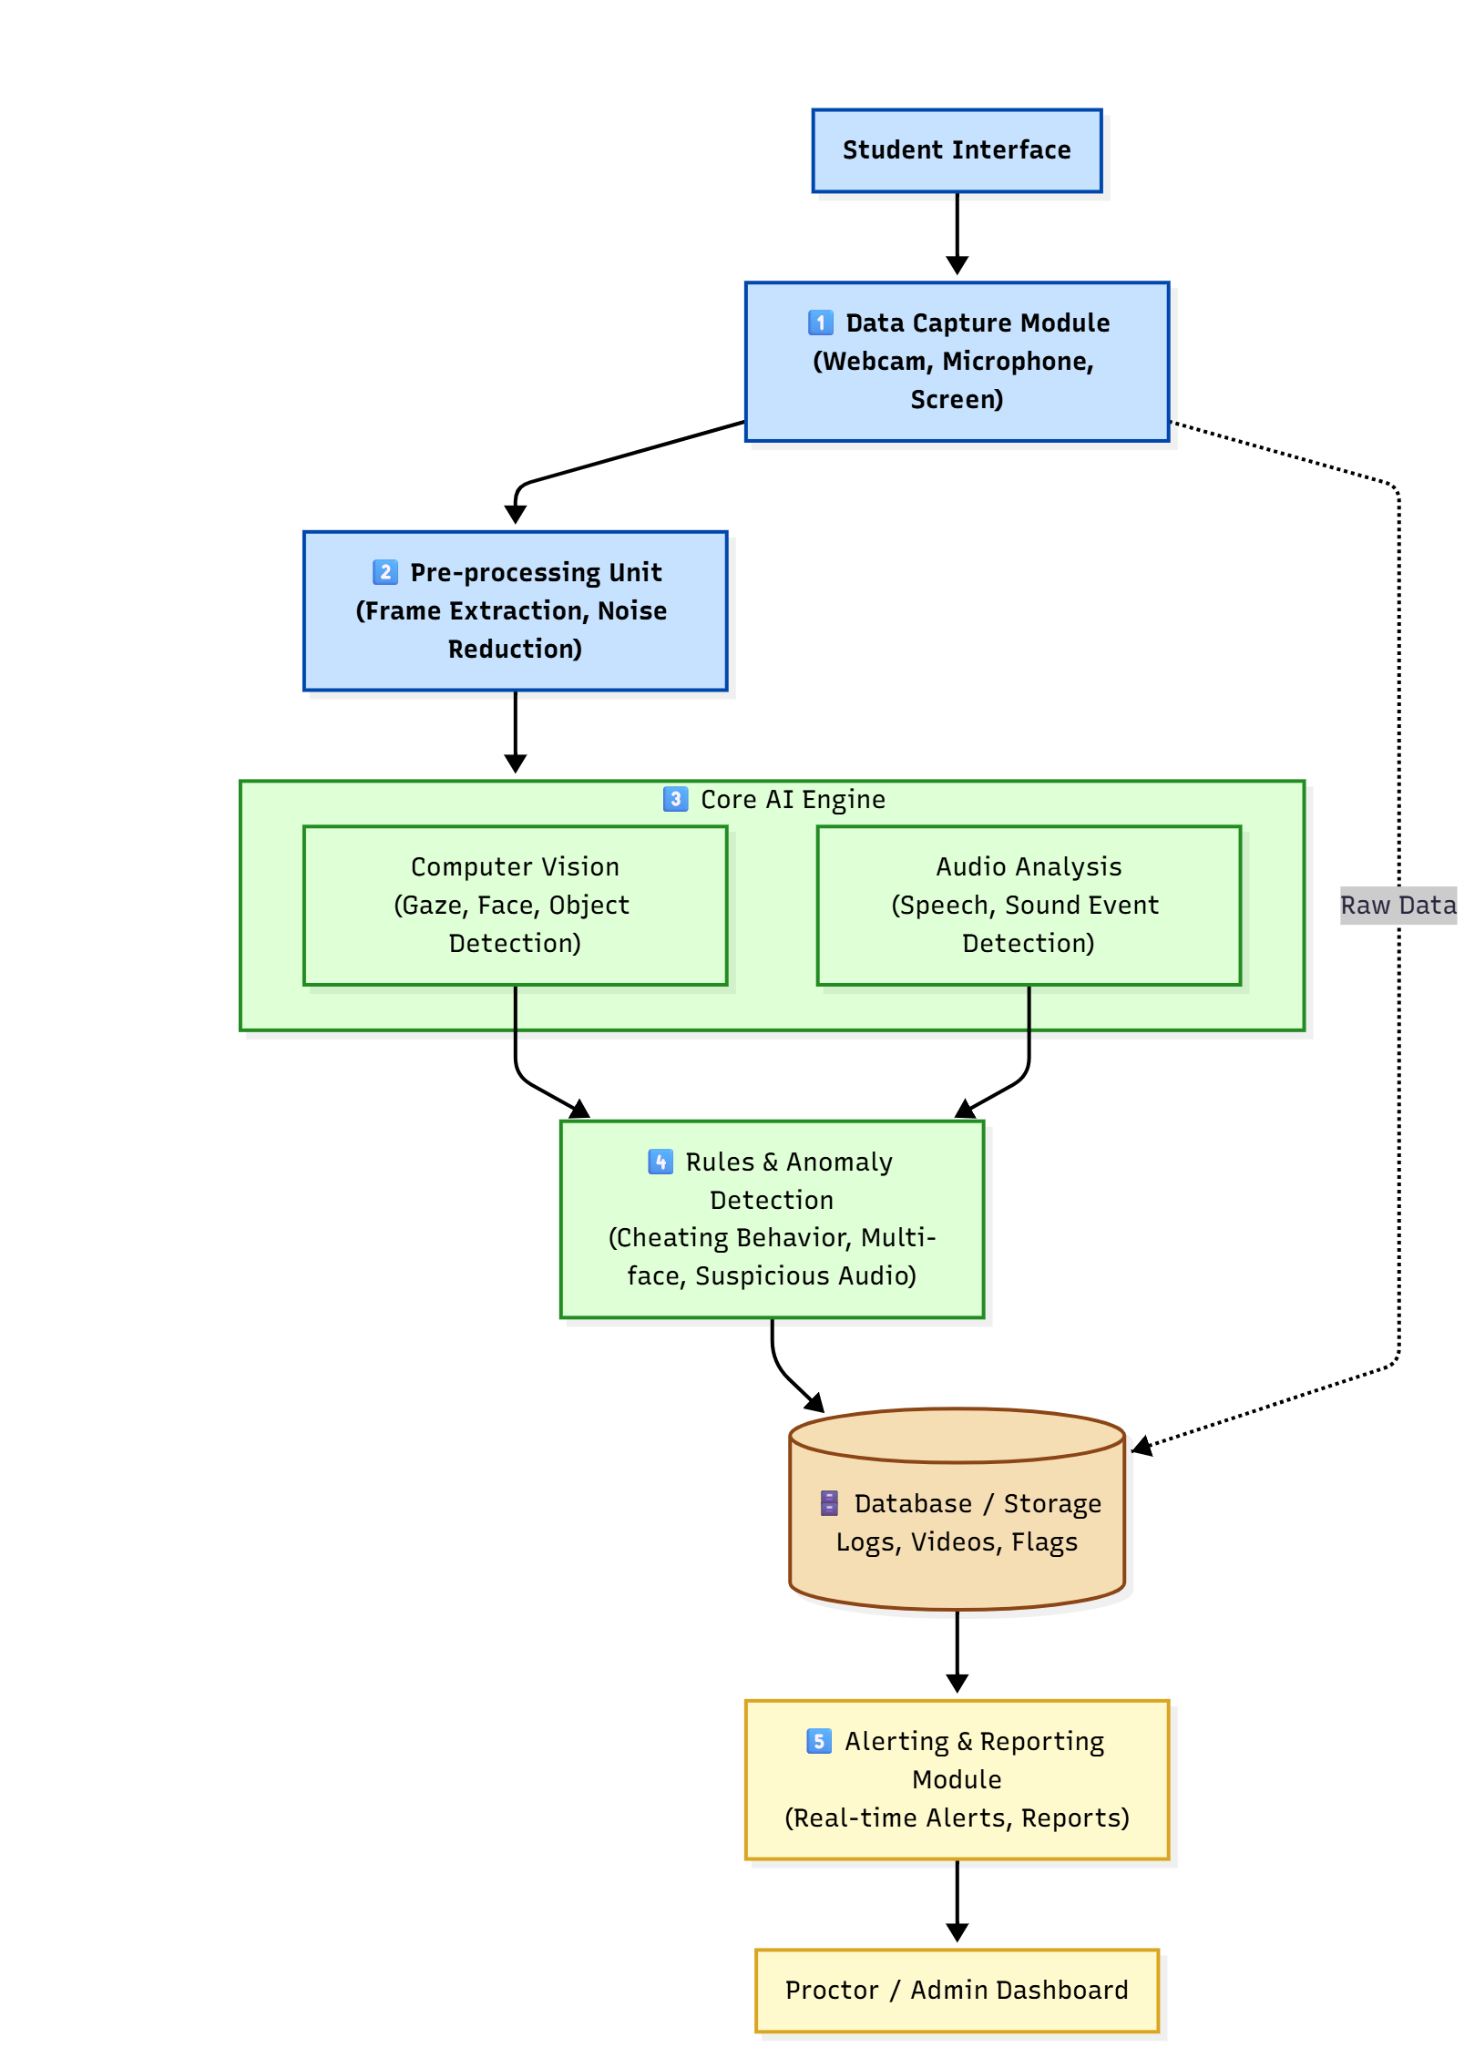 Student Interface
1 Data Capture Module
(Webcam, Microphone,
Screen)
2 Pre-processing Unit
(Frame Extraction, Noise
Reduction)
3 Core AI Engine
Computer Vision
(Gaze, Face, Object
Detection)
Audio Analysis
(Speech, Sound Event
Detection)
Raw Data
4 Rules & Anomaly
Detection
(Cheating Behavior, Multi-
face, Suspicious Audio)
Database / Storage
Logs, Videos, Flags
5 Alerting & Reporting
Module
(Real-time Alerts, Reports)
Proctor / Admin Dashboard